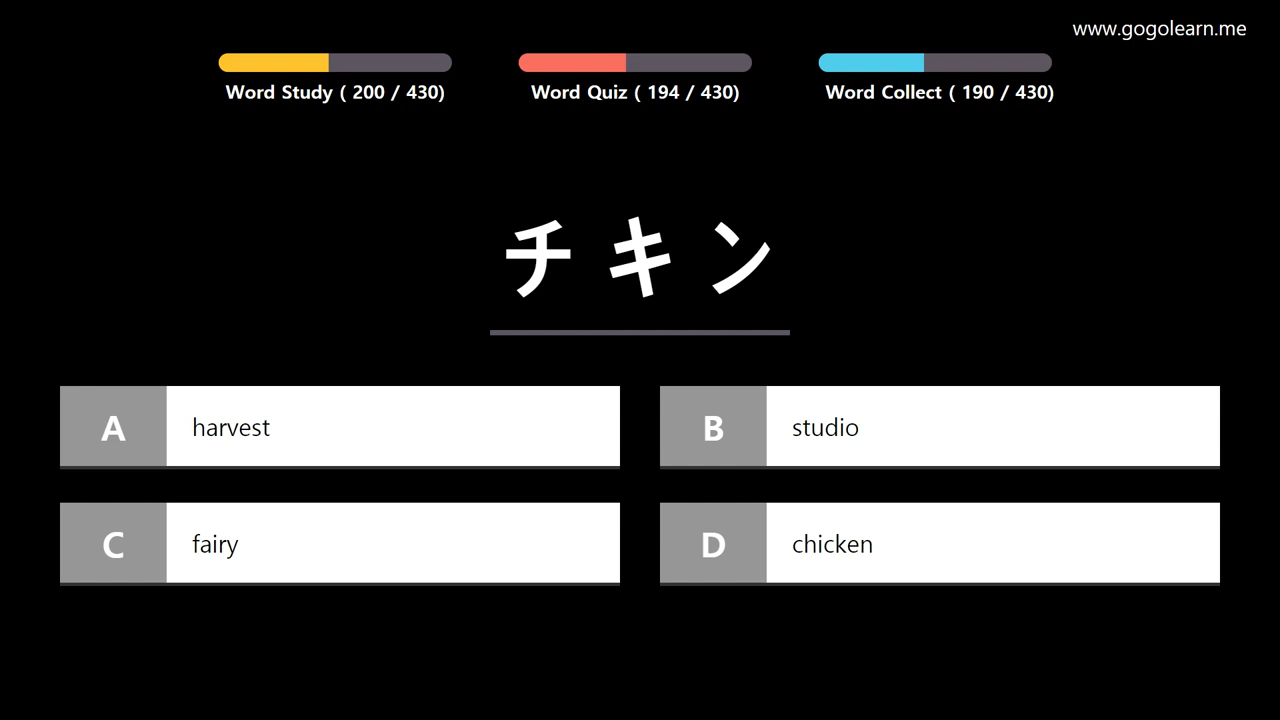 www.gogolearn.me
Word Study ( 200 / 430)
Word Quiz ( 194 / 430)
Word Collect ( 190 / 430)
チキン
A harvest
B studio
C fairy
D chicken